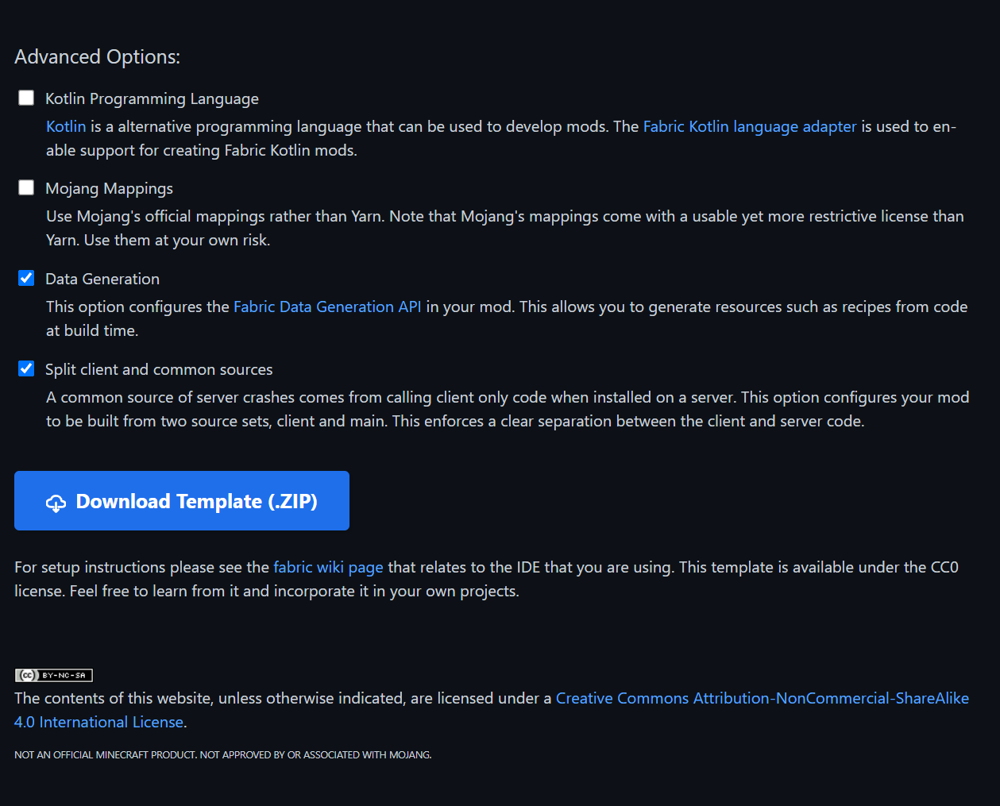 Advanced Options:
Kotlin Programming Language
Kotlin is a alternative programming language that can be used to develop mods. The Fabric Kotlin language adapter is used to en-
able support for creating Fabric Kotlin mods.
Mojang Mappings
Use Mojang's official mappings rather than Yarn. Note that Mojang's mappings come with a usable yet more restrictive license than
Yarn. Use them at your own risk.
Data Generation
This option configures the Fabric Data Generation API in your mod. This allows you to generate resources such as recipes from code
at build time.
Split client and common sources
A common source of server crashes comes from calling client only code when installed on a server. This option configures your mod
to be built from two source sets, client and main. This enforces a clear separation between the client and server code.
Download Template (.ZIP)
For setup instructions please see the fabric wiki page that relates to the IDE that you are using. This template is available under the CC0
license. Feel free to learn from it and incorporate it in your own projects.
cc BY-NC-SA
The contents of this website, unless otherwise indicated, are licensed under a Creative Commons Attribution-NonCommercial-ShareAlike
4.0 International License.
NOT AN OFFICIAL MINECRAFT PRODUCT. NOT APPROVED BY OR ASSOCIATED WITH MOJANG.